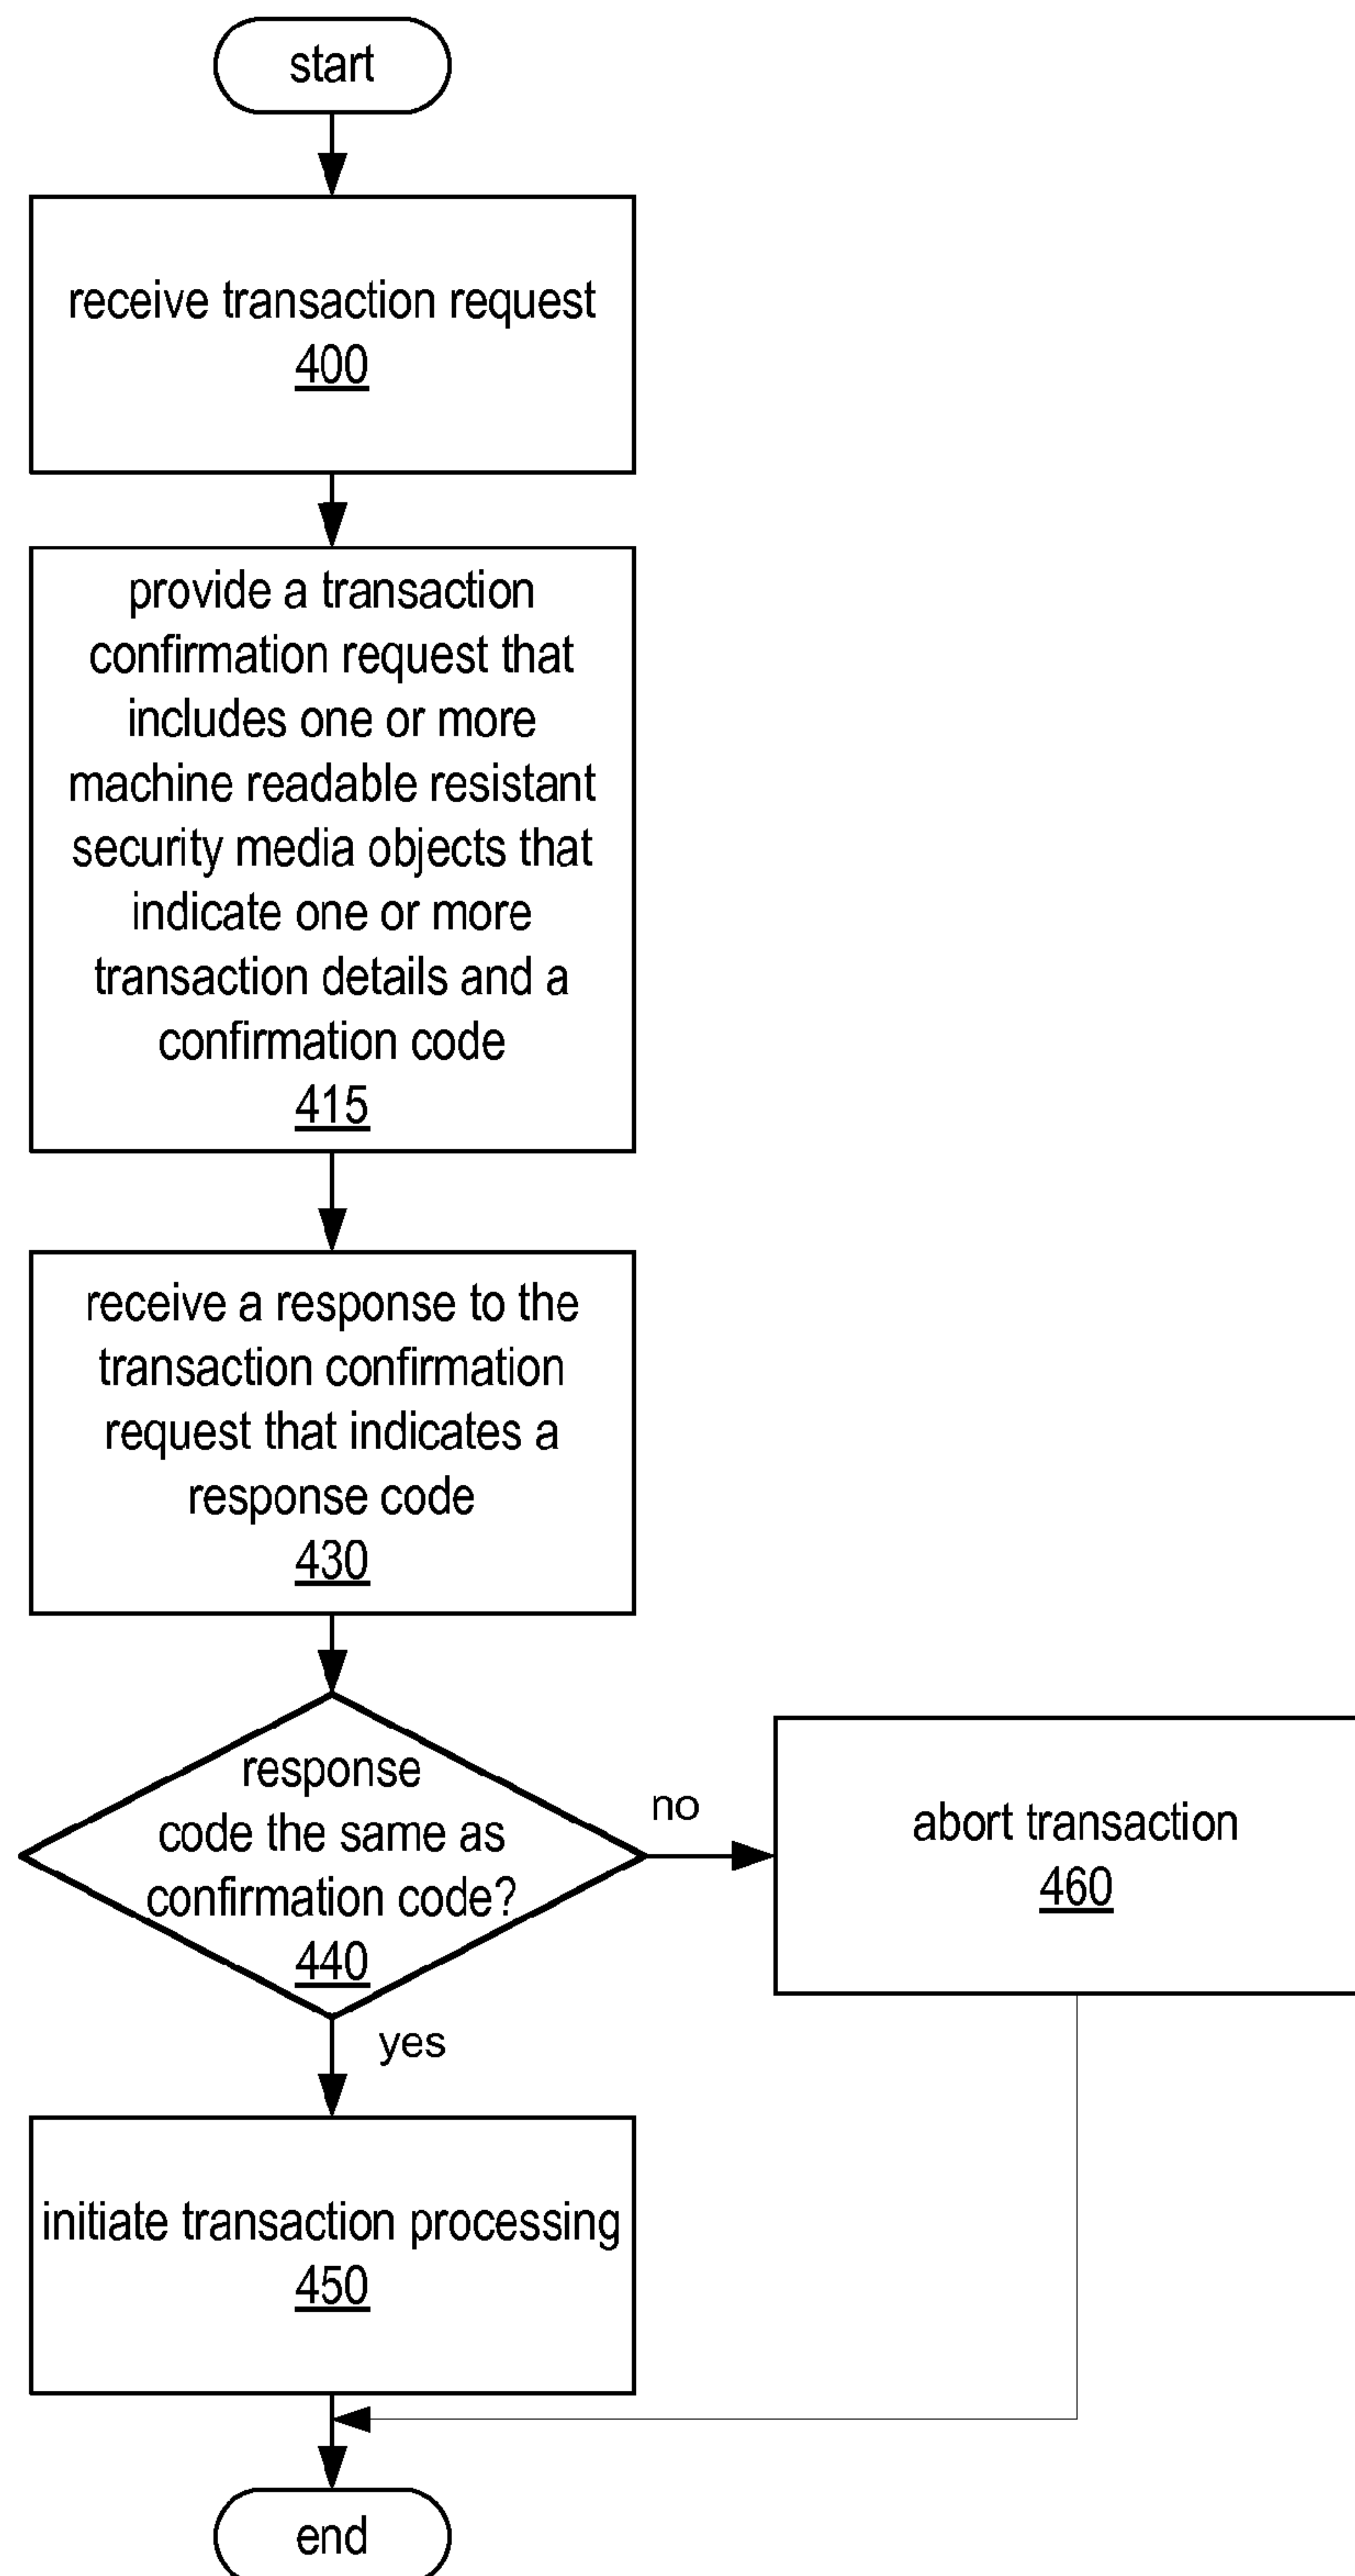 start
receive transaction request
400
provide a transaction
confirmation request that
includes one or more
machine readable resistant
security media objects that
indicate one or more
transaction details and a
confirmation code
415
receive a response to the
transaction confirmation
request that indicates a
response code
430
response
code the same as
confirmation code?
440
no
abort transaction
460
yes
initiate transaction processing
450
end